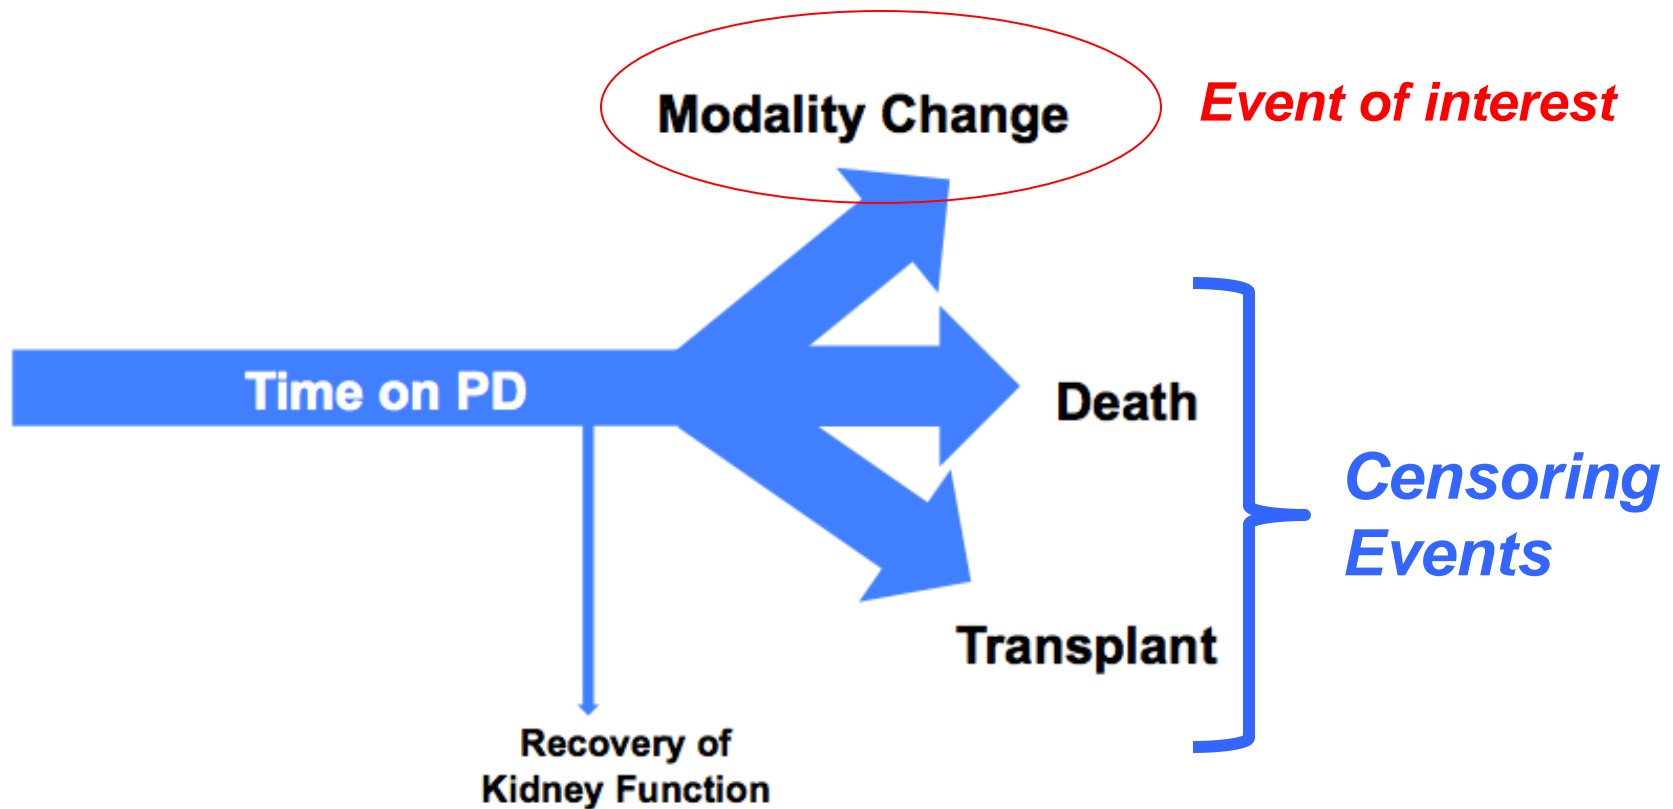 Modality Change
Event of interest
Time on PD
Death
Censoring
Events
Transplant
Recovery of
Kidney Function